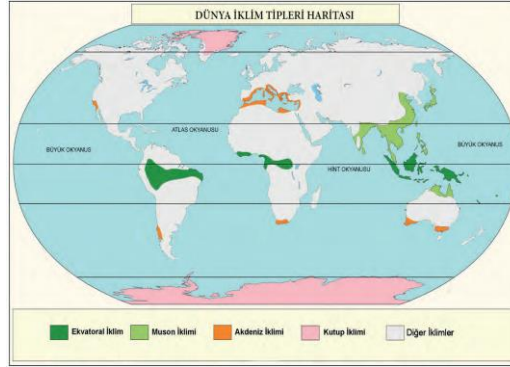 DÜNYA İKLİM TİPLERİ HARİTASI
ATLAS OKYANUSU
BÜYÜK OKYANUS
BÜYÜK OKYANUS
HİNT OKYANUSU
Ekvatoral İklim
Muson İklimi
Akdeniz İklimi
Kutup İklimi
Diğer İklimler